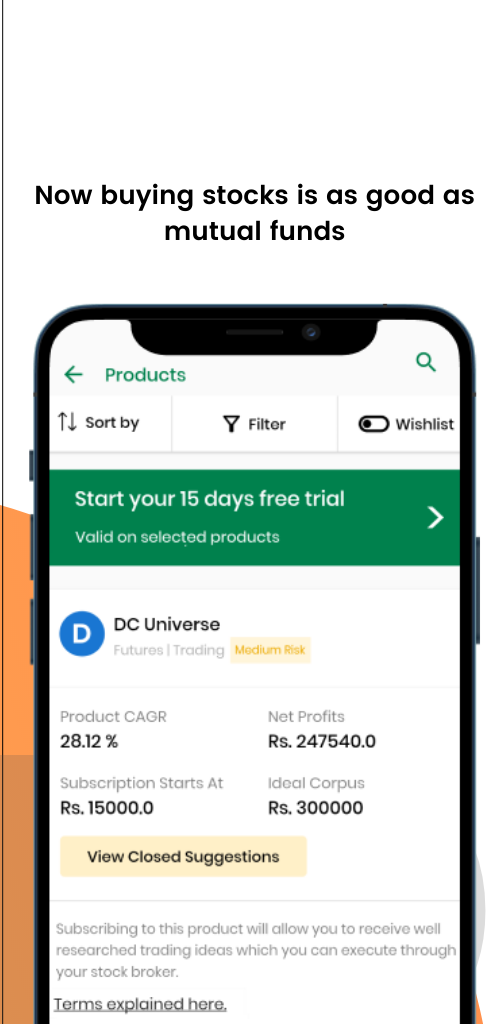 Now buying stocks is as good as
mutual funds
Products
Sort by
Filter
Wishlist
Start your 15 days free trial
Valid on selected products
D
DC Universe
Futures | Trading
Medium Risk
Product CAGR
Net Profits
28.12 %
Rs. 247540.0
Subscription Starts At
Ideal Corpus
Rs. 15000.0
Rs. 300000
View Closed Suggestions
Subscribing to this product will allow you to receive well
researched trading ideas which you can execute through
your stock broker.
Terms explained here.